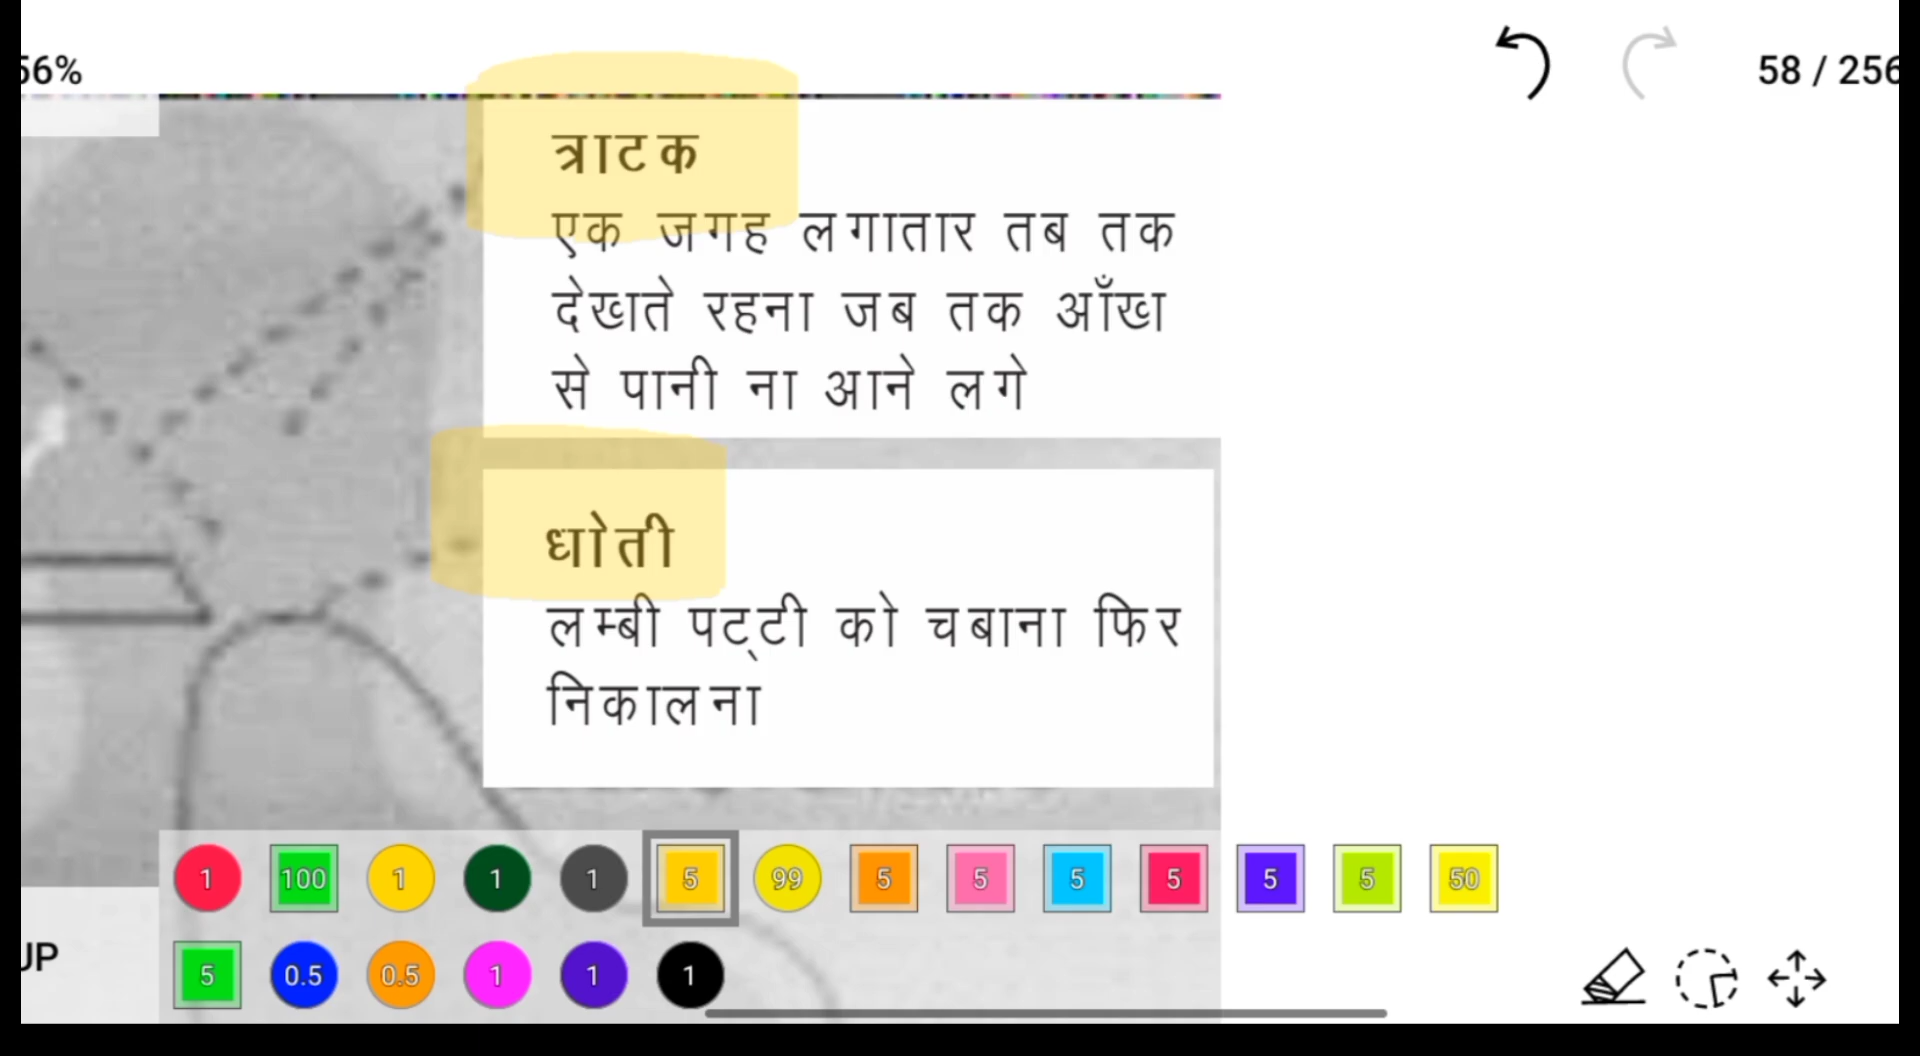 56%
58 / 256
त्राटक
एक जगह लगातार तब तक
देखते रहना जब तक आँख
से पानी ना आने लगे
धोती
लम्बी पट्टी को चबाना फिर
निकालना
1 100 1 1 1 5 99 5 5 5 5 5 5 50
UP
5 0.5 0.5 1 1 1